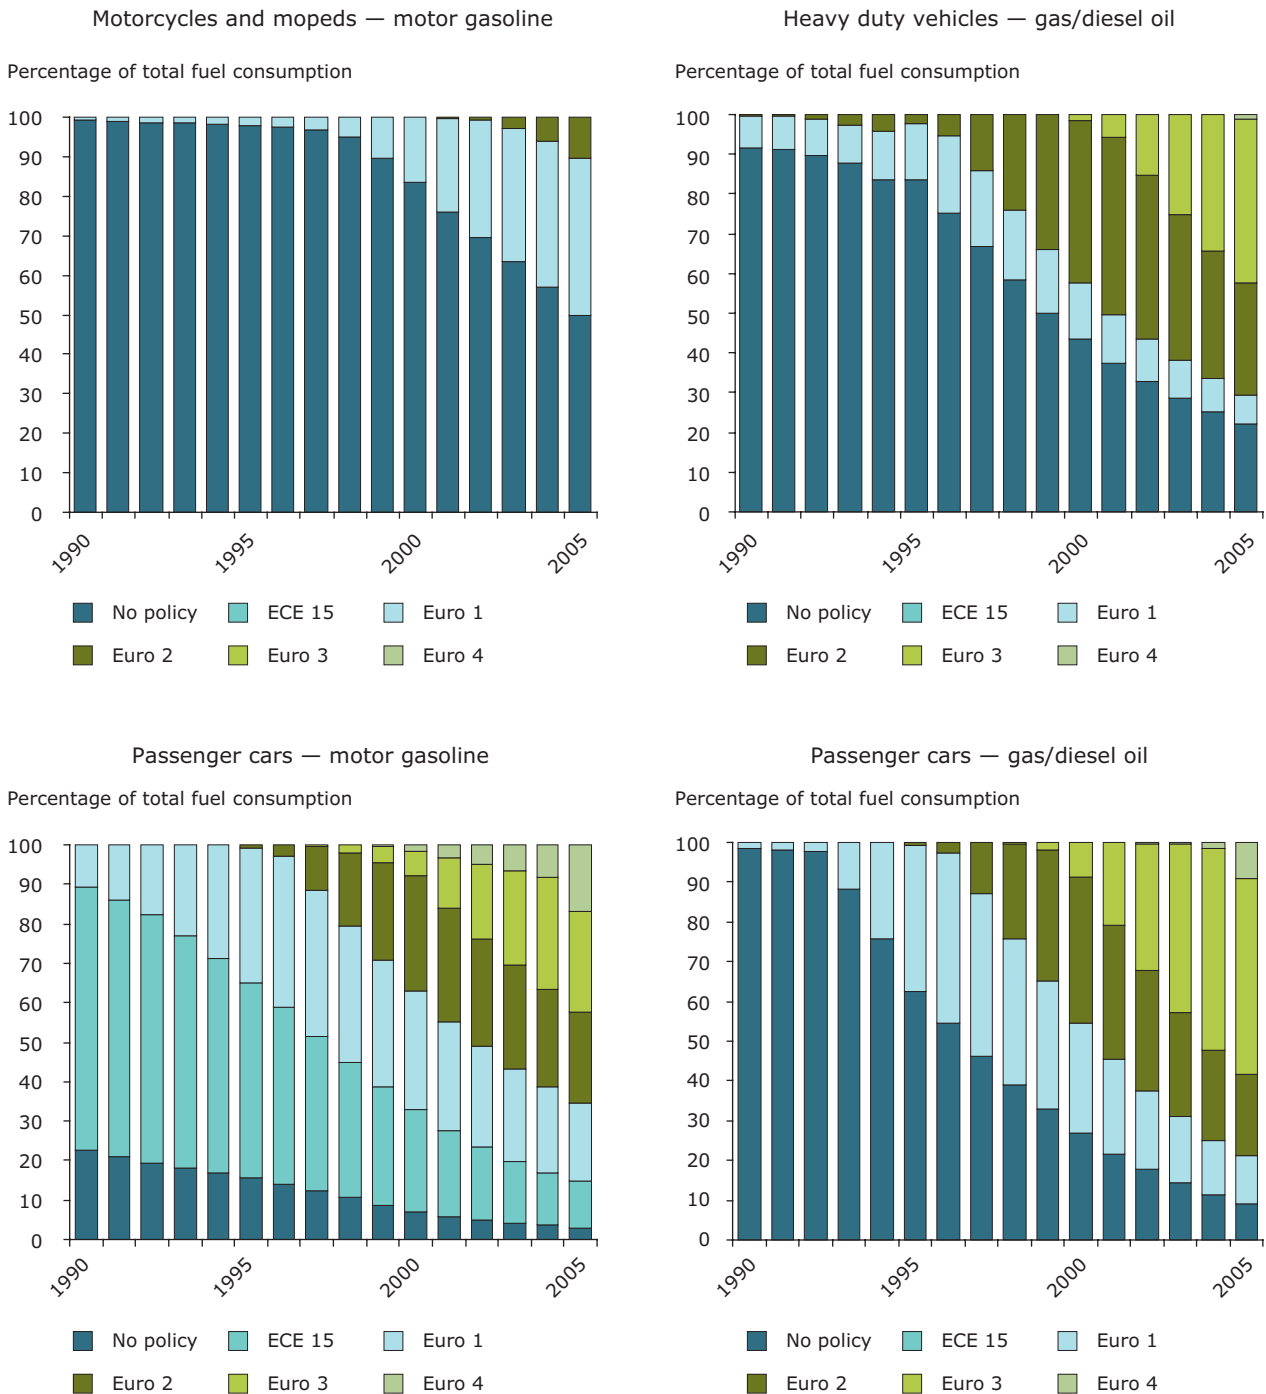 Motorcycles and mopeds — motor gasoline
Percentage of total fuel consumption
100
90
80
70
60
50
40
30
20
10
0
1990
1995
2000
2005
No policy
ECE 15
Euro 1
Euro 2
Euro 3
Euro 4
Heavy duty vehicles — gas/diesel oil
Percentage of total fuel consumption
100
90
80
70
60
50
40
30
20
10
0
1990
1995
2000
2005
No policy
ECE 15
Euro 1
Euro 2
Euro 3
Euro 4
Passenger cars — motor gasoline
Percentage of total fuel consumption
100
90
80
70
60
50
40
30
20
10
0
1990
1995
2000
2005
No policy
ECE 15
Euro 1
Euro 2
Euro 3
Euro 4
Passenger cars — gas/diesel oil
Percentage of total fuel consumption
100
90
80
70
60
50
40
30
20
10
0
1990
1995
2000
2005
No policy
ECE 15
Euro 1
Euro 2
Euro 3
Euro 4